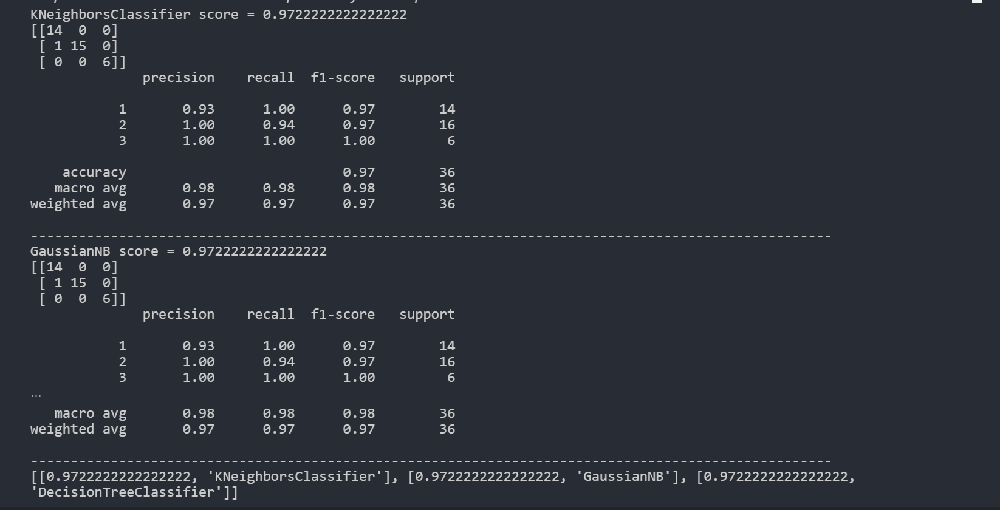 KNeighborsClassifier score = 0.9722222222222222
[[14  0  0]
 [ 1 15  0]
 [ 0  0  6]]
              precision    recall  f1-score   support

           1       0.93      1.00      0.97        14
           2       1.00      0.94      0.97        16
           3       1.00      1.00      1.00         6

    accuracy                           0.97        36
   macro avg       0.98      0.98      0.98        36
weighted avg       0.97      0.97      0.97        36

----------------------------------------------------------------------------------------------------
GaussianNB score = 0.9722222222222222
[[14  0  0]
 [ 1 15  0]
 [ 0  0  6]]
              precision    recall  f1-score   support

           1       0.93      1.00      0.97        14
           2       1.00      0.94      0.97        16
           3       1.00      1.00      1.00         6
...
   macro avg       0.98      0.98      0.98        36
weighted avg       0.97      0.97      0.97        36

----------------------------------------------------------------------------------------------------
[[0.9722222222222222, 'KNeighborsClassifier'], [0.9722222222222222, 'GaussianNB'], [0.9722222222222222,
'DecisionTreeClassifier']]